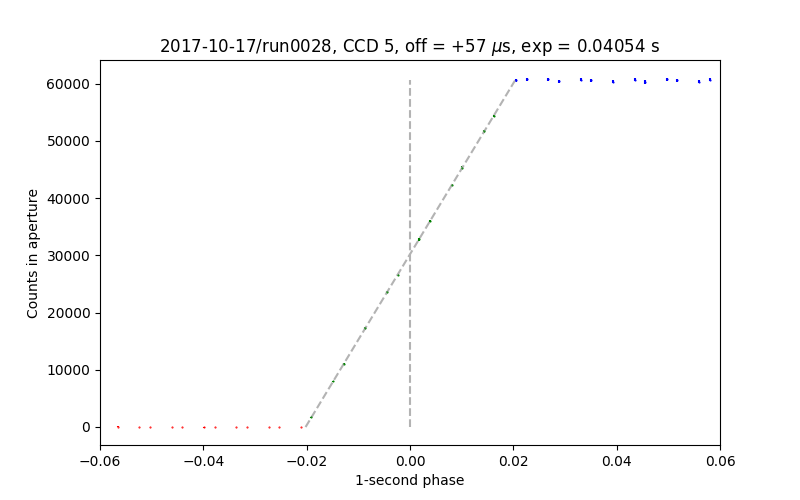 2017-10-17/run0028, CCD 5, off = +57 μs, exp = 0.04054 s
60000
50000
40000
30000
20000
10000
0
Counts in aperture
−0.06 −0.04 −0.02 0.00 0.02 0.04 0.06
1-second phase